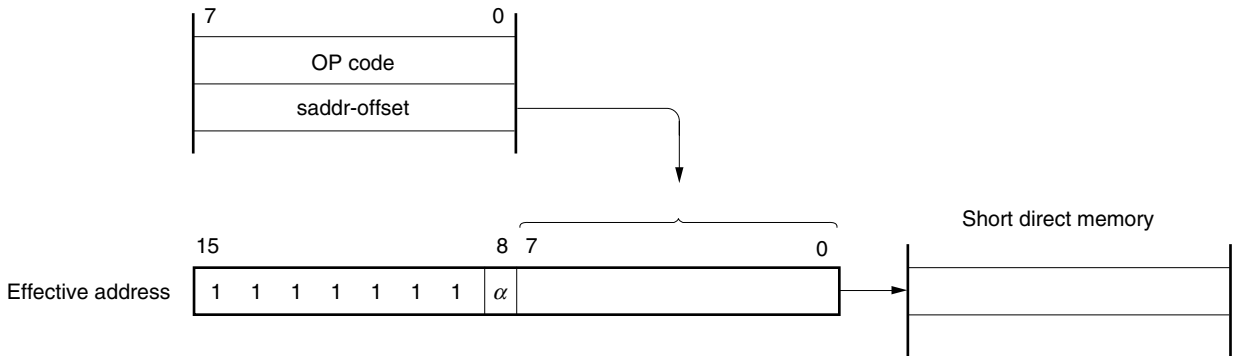 7 0
OP code
saddr-offset
Short direct memory
15 8 7 0
Effective address 1 1 1 1 1 1 1 α